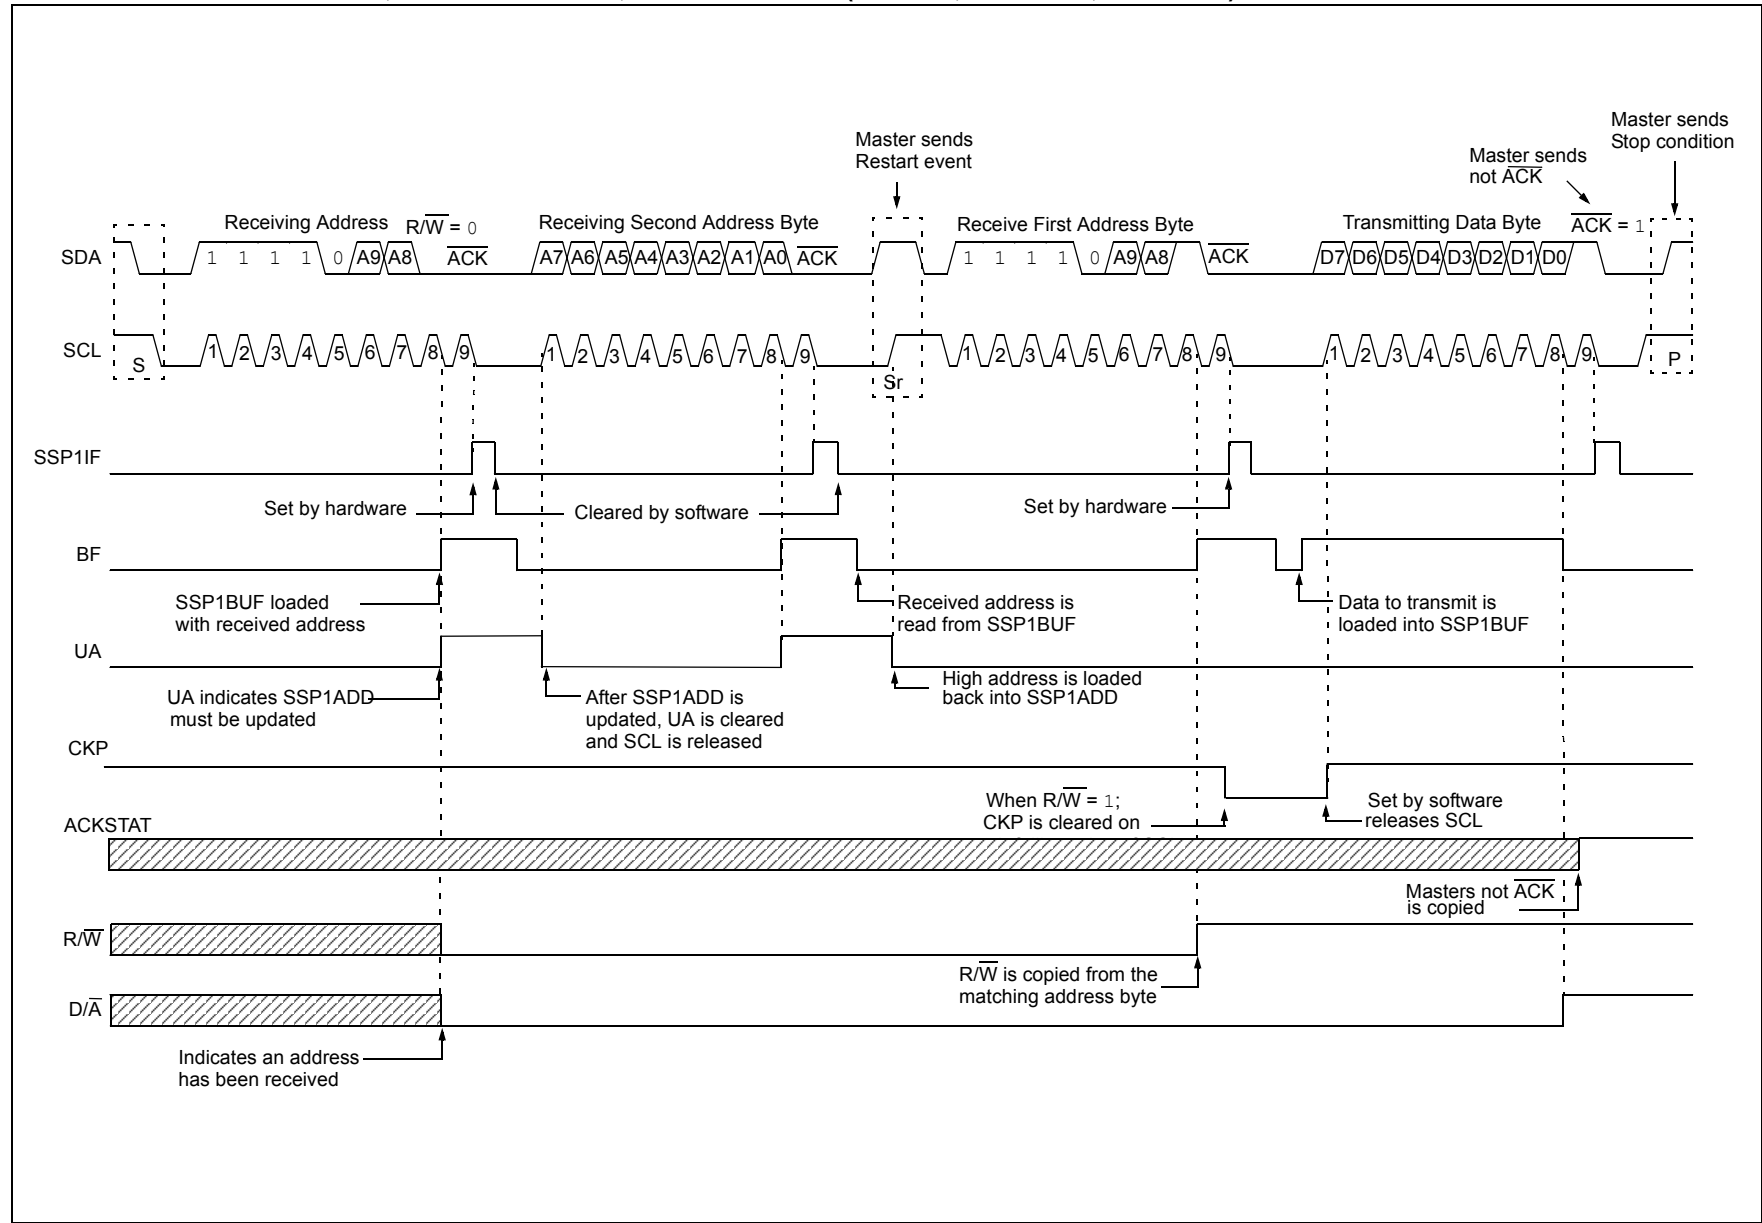 Master sends
Restart event
Master sends
not A̅C̅K̅
Master sends
Stop condition
Receiving Address
R/W̅ = 0
Receiving Second Address Byte
Receive First Address Byte
Transmitting Data Byte
A̅C̅K̅ = 1
SDA
1 1 1 1 0 A9 A8 A̅C̅K̅ A7 A6 A5 A4 A3 A2 A1 A0 A̅C̅K̅ 1 1 1 1 0 A9 A8 A̅C̅K̅ D7 D6 D5 D4 D3 D2 D1 D0
SCL
S 1 2 3 4 5 6 7 8 9 1 2 3 4 5 6 7 8 9 Sr 1 2 3 4 5 6 7 8 9 1 2 3 4 5 6 7 8 9 P
SSP1IF
Set by hardware
Cleared by software
Set by hardware
BF
SSP1BUF loaded
with received address
Received address is
read from SSP1BUF
Data to transmit is
loaded into SSP1BUF
UA
UA indicates SSP1ADD
must be updated
After SSP1ADD is
updated, UA is cleared
and SCL is released
High address is loaded
back into SSP1ADD
CKP
When R/W̅ = 1;
CKP is cleared on
Set by software
releases SCL
ACKSTAT
Masters not A̅C̅K̅
is copied
R/W̅
R/W̅ is copied from the
matching address byte
D/A̅
Indicates an address
has been received